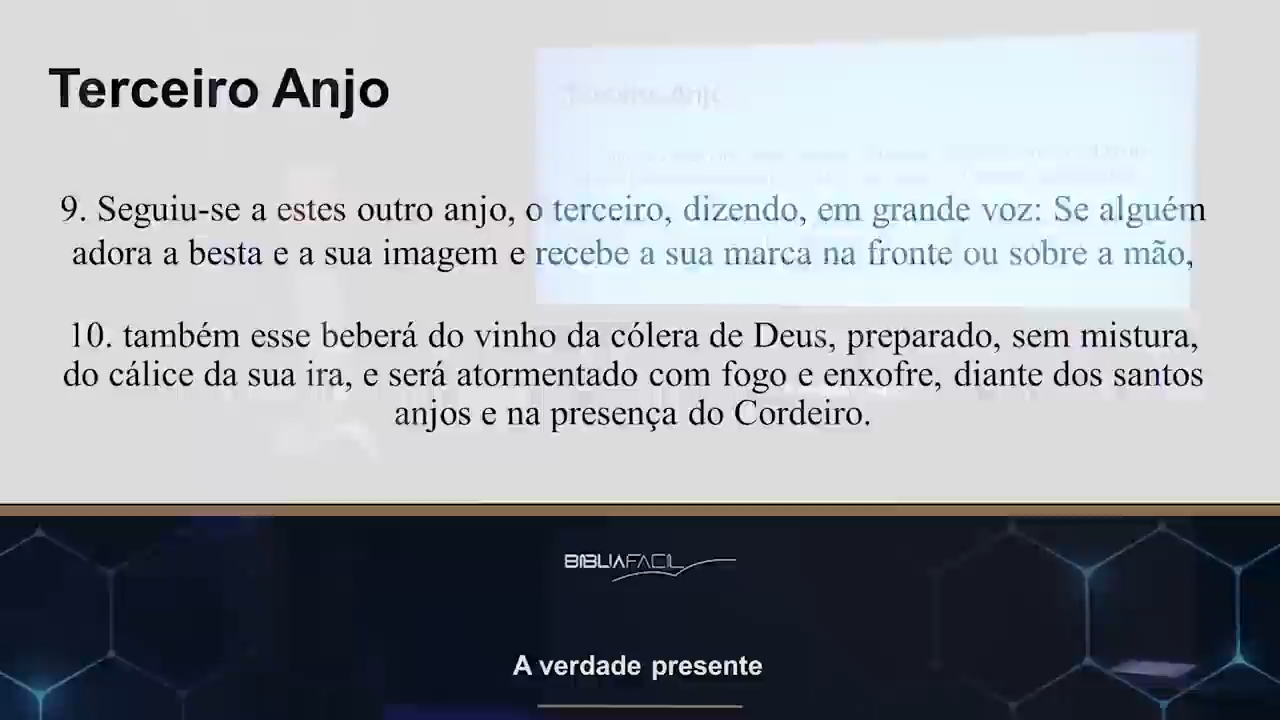 Terceiro Anjo
9. Seguiu-se a estes outro anjo, o terceiro, dizendo, em grande voz: Se alguém
adora a besta e a sua imagem e recebe a sua marca na fronte ou sobre a mão,
10. também esse beberá do vinho da cólera de Deus, preparado, sem mistura,
do cálice da sua ira, e será atormentado com fogo e enxofre, diante dos santos
anjos e na presença do Cordeiro.
BIBLIAFACIL
A verdade presente